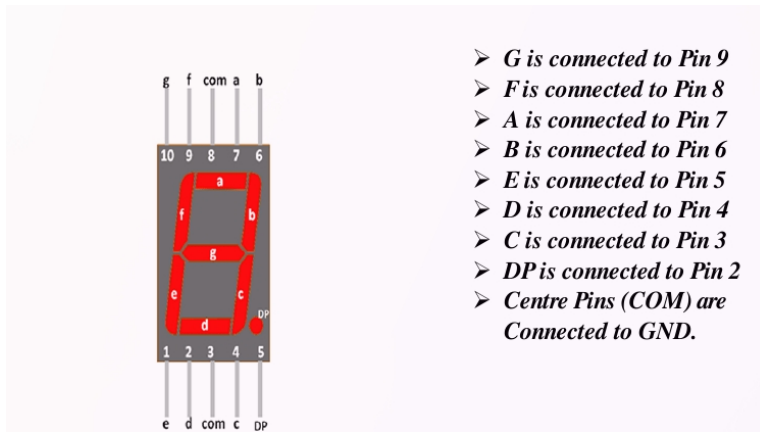 g f com a b
10 9 8 7 6
a
f b
g
e c
d DP
1 2 3 4 5
e d com c DP
➢ G is connected to Pin 9
➢ F is connected to Pin 8
➢ A is connected to Pin 7
➢ B is connected to Pin 6
➢ E is connected to Pin 5
➢ D is connected to Pin 4
➢ C is connected to Pin 3
➢ DP is connected to Pin 2
➢ Centre Pins (COM) are
Connected to GND.